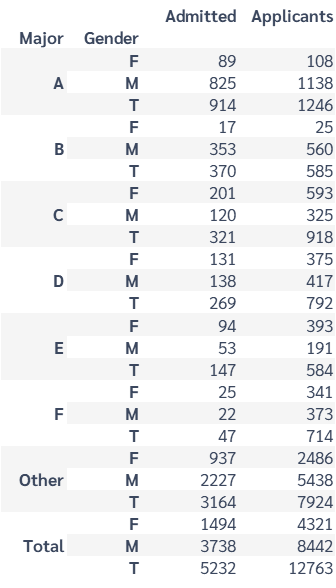 Admitted Applicants
Major Gender
F 89 108
A M 825 1138
T 914 1246
F 17 25
B M 353 560
T 370 585
F 201 593
C M 120 325
T 321 918
F 131 375
D M 138 417
T 269 792
F 94 393
E M 53 191
T 147 584
F 25 341
F M 22 373
T 47 714
F 937 2486
Other M 2227 5438
T 3164 7924
F 1494 4321
Total M 3738 8442
T 5232 12763